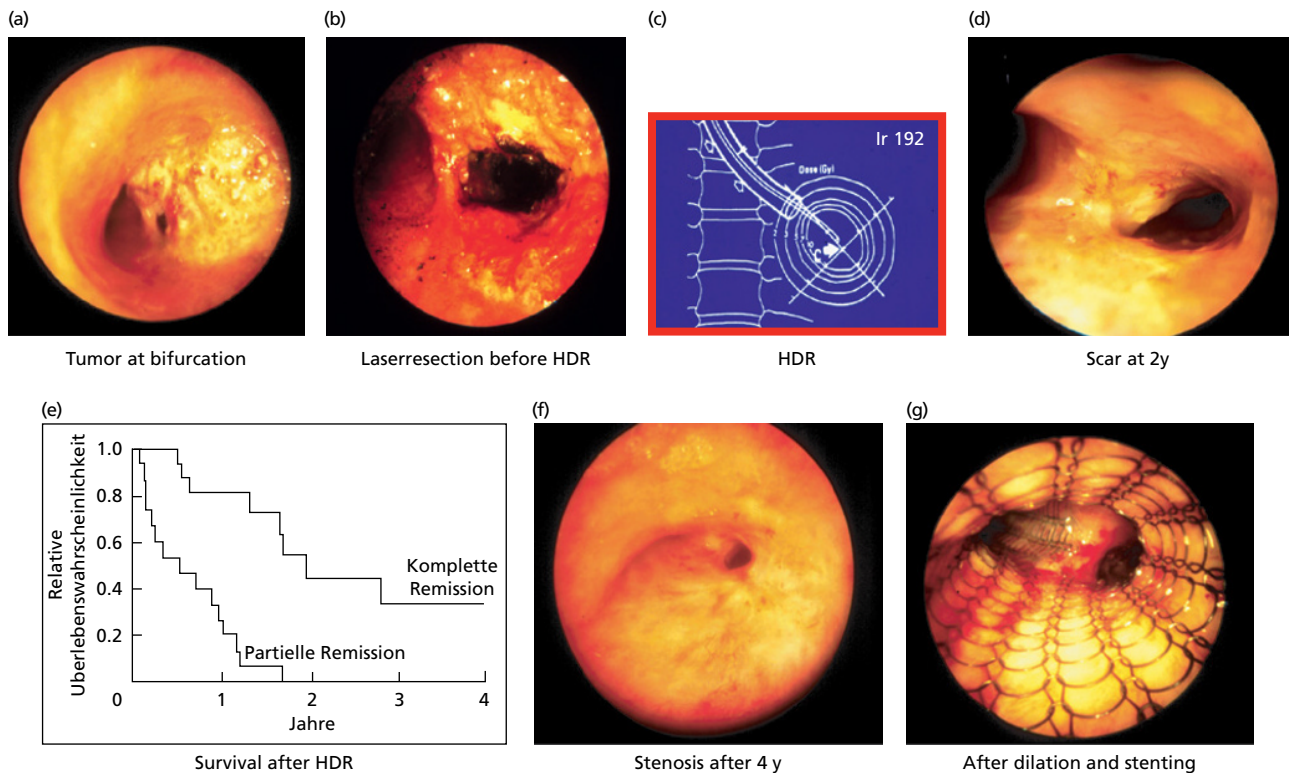 (a)
(b)
(c)
(d)
Ir 192
Dose (Gy)
Tumor at bifurcation
Laserresection before HDR
HDR
Scar at 2y
(e)
(f)
(g)
Relative
Uberlebenswahrscheinlichkeit
1.0
0.8
0.6
0.4
0.2
Komplette
Remission
Partielle Remission
0 1 2 3 4
Jahre
Survival after HDR
Stenosis after 4 y
After dilation and stenting